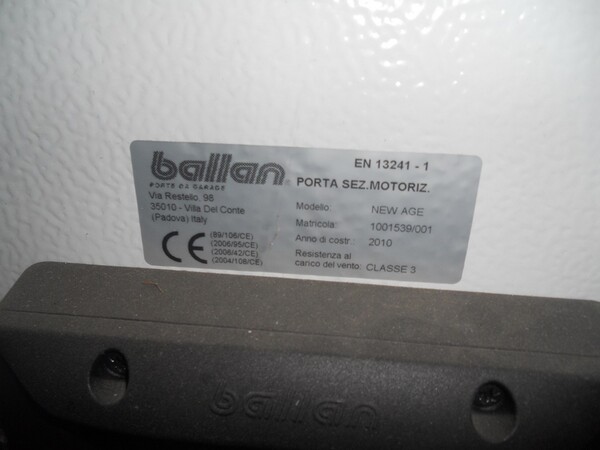 ballan®
PORTE DA GARAGE
Via Restello, 98
35010 - Villa Del Conte
(Padova) Italy
CE
(89/106/CE)
(2006/95/CE)
(2006/42/CE)
(2004/108/CE)
EN 13241 - 1
PORTA SEZ.MOTORIZ.
Modello: NEW AGE
Matricola: 1001539/001
Anno di costr.: 2010
Resistenza al
carico del vento: CLASSE 3
ballan